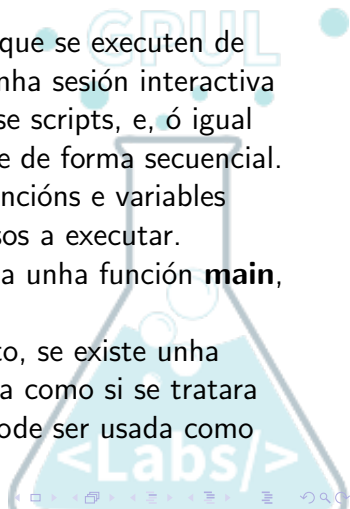 GPUL
que se executen de
nha sesión interactiva
se scripts, e, ó igual
e de forma secuencial.
ncións e variables
sos a executar.
a unha función main,
to, se existe unha
a como si se tratara
ode ser usada como
<Labs/>